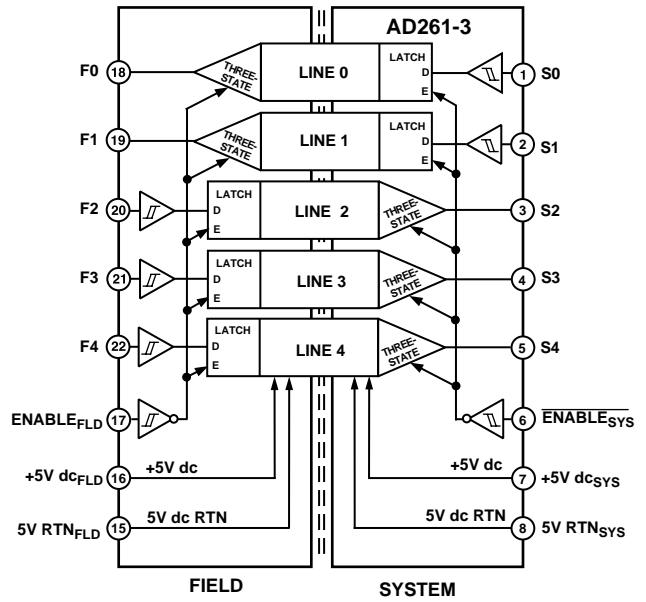 AD261-3
F0 18 THREE-STATE LINE 0 LATCH D E 1 S0
F1 19 THREE-STATE LINE 1 LATCH D E 2 S1
F2 20 LATCH D E LINE 2 THREE-STATE 3 S2
F3 21 LATCH D E LINE 3 THREE-STATE 4 S3
F4 22 LATCH D E LINE 4 THREE-STATE 5 S4
ENABLEFLD 17 6 ENABLESYS
+5V dcFLD 16 +5V dc +5V dc 7 +5V dcSYS
5V RTNFLD 15 5V dc RTN 5V dc RTN 8 5V RTNSYS
FIELD SYSTEM